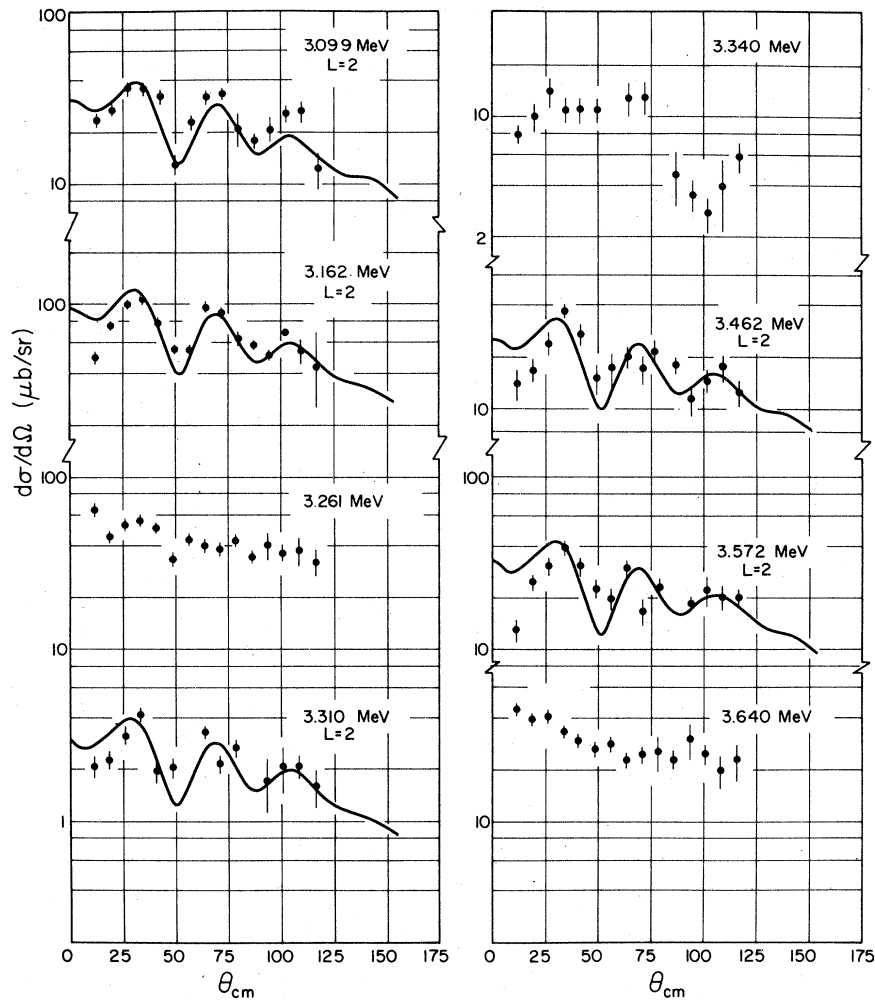 dσ/dΩ (μb/sr)
100
3.099 MeV
L=2
10
3.162 MeV
L=2
100
100
3.261 MeV
10
3.310 MeV
L=2
1
0 25 50 75 100 125 150 175
θcm
3.340 MeV
10
2
3.462 MeV
L=2
10
100
3.572 MeV
L=2
10
3.640 MeV
10
0 25 50 75 100 125 150 175
θcm